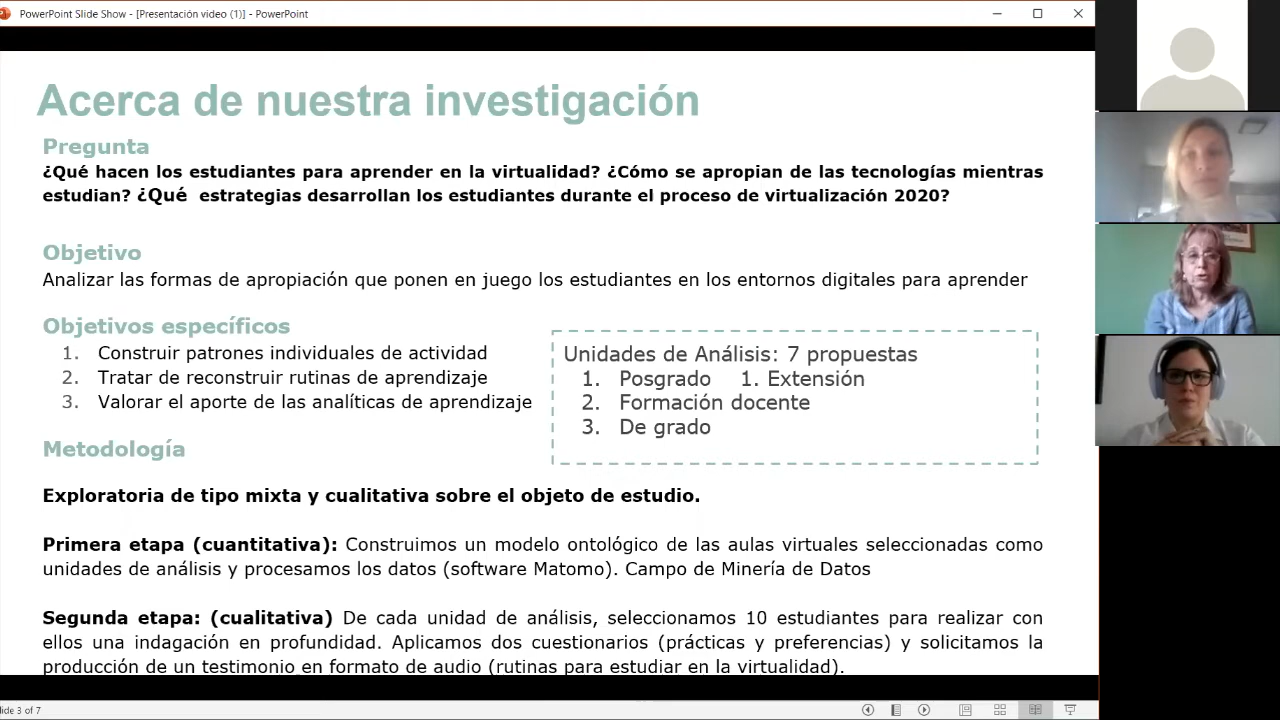 PowerPoint Slide Show - [Presentación video (1)] - PowerPoint
Acerca de nuestra investigación
Pregunta
¿Qué hacen los estudiantes para aprender en la virtualidad? ¿Cómo se apropian de las tecnologías mientras
estudian? ¿Qué estrategias desarrollan los estudiantes durante el proceso de virtualización 2020?
Objetivo
Analizar las formas de apropiación que ponen en juego los estudiantes en los entornos digitales para aprender
Objetivos específicos
1. Construir patrones individuales de actividad
2. Tratar de reconstruir rutinas de aprendizaje
3. Valorar el aporte de las analíticas de aprendizaje
Unidades de Análisis: 7 propuestas
1. Posgrado 1. Extensión
2. Formación docente
3. De grado
Metodología
Exploratoria de tipo mixta y cualitativa sobre el objeto de estudio.
Primera etapa (cuantitativa): Construimos un modelo ontológico de las aulas virtuales seleccionadas como
unidades de análisis y procesamos los datos (software Matomo). Campo de Minería de Datos
Segunda etapa: (cualitativa) De cada unidad de análisis, seleccionamos 10 estudiantes para realizar con
ellos una indagación en profundidad. Aplicamos dos cuestionarios (prácticas y preferencias) y solicitamos la
producción de un testimonio en formato de audio (rutinas para estudiar en la virtualidad).
lide 3 of 7